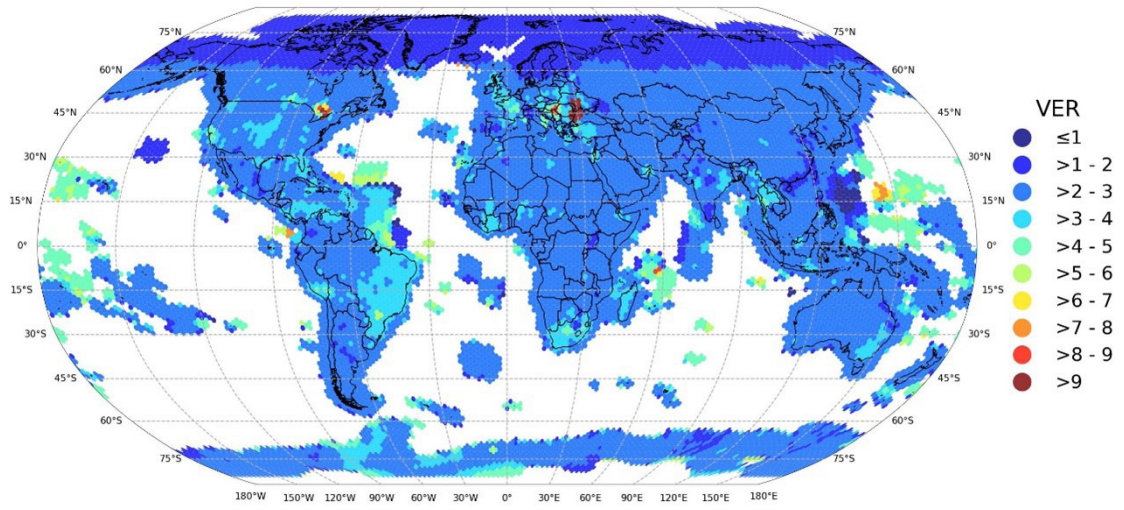 75°N 75°N
60°N 60°N
45°N 45°N
30°N 30°N
15°N 15°N
0° 0°
15°S 15°S
30°S 30°S
45°S 45°S
60°S 60°S
75°S 75°S
180°W 150°W 120°W 90°W 60°W 30°W 0° 30°E 60°E 90°E 120°E 150°E 180°E
VER
≤1
>1 - 2
>2 - 3
>3 - 4
>4 - 5
>5 - 6
>6 - 7
>7 - 8
>8 - 9
>9